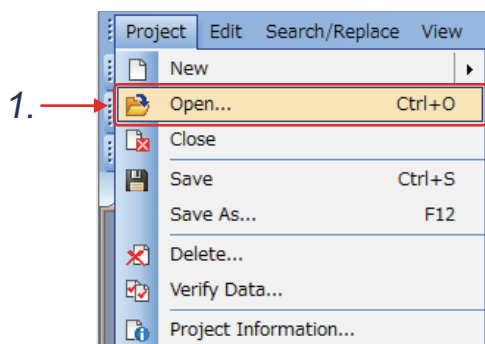 Project Edit Search/Replace View
New
1. Open... Ctrl+O
Close
Save Ctrl+S
Save As... F12
Delete...
Verify Data...
Project Information...